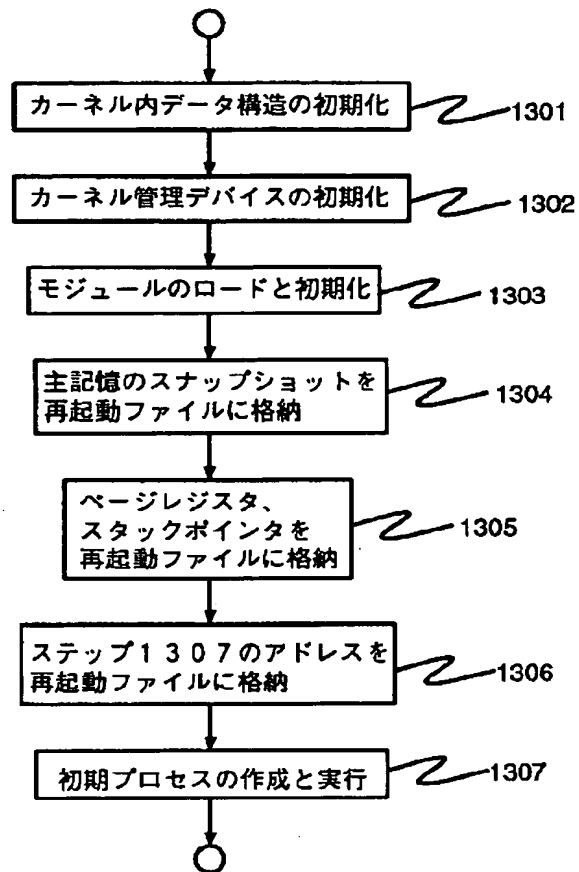 カーネル内データ構造の初期化
1301
カーネル管理デバイスの初期化
1302
モジュールのロードと初期化
1303
主記憶のスナップショットを
再起動ファイルに格納
1304
ページレジスタ、
スタックポインタを
再起動ファイルに格納
1305
ステップ1307のアドレスを
再起動ファイルに格納
1306
初期プロセスの作成と実行
1307